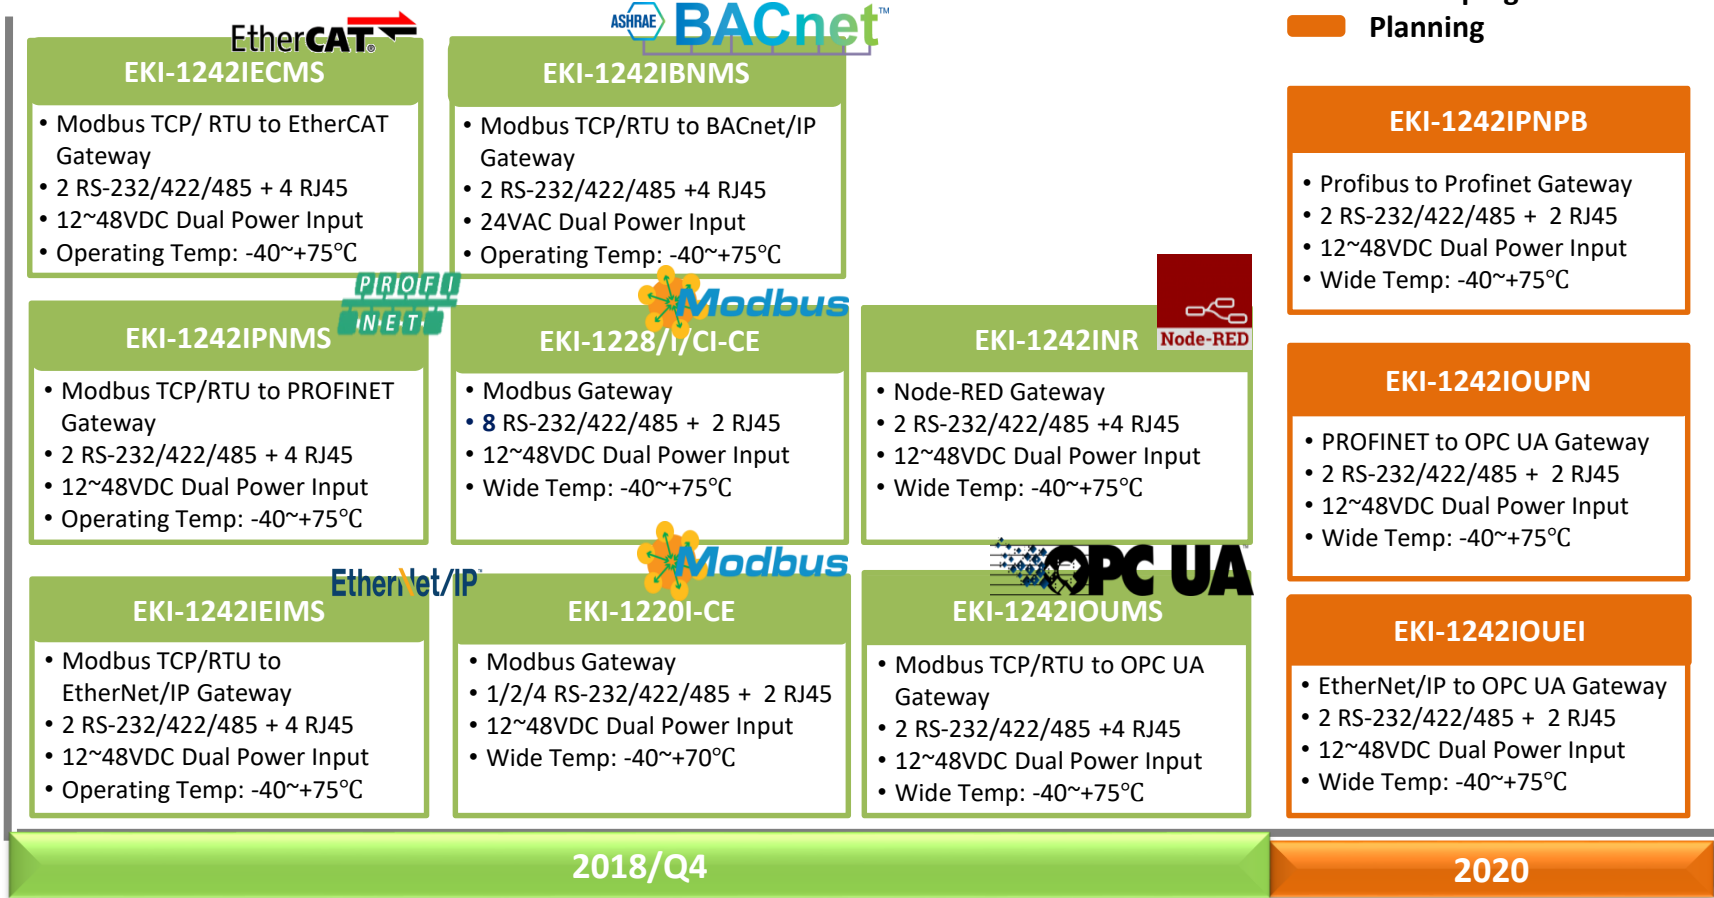 Planning
EtherCAT®
EKI-1242IECMS
• Modbus TCP/ RTU to EtherCAT
Gateway
• 2 RS-232/422/485 + 4 RJ45
• 12~48VDC Dual Power Input
• Operating Temp: -40~+75℃
ASHRAE BACnet™
EKI-1242IBNMS
• Modbus TCP/RTU to BACnet/IP
Gateway
• 2 RS-232/422/485 +4 RJ45
• 24VAC Dual Power Input
• Operating Temp: -40~+75℃
EKI-1242IPNPB
• Profibus to Profinet Gateway
• 2 RS-232/422/485 + 2 RJ45
• 12~48VDC Dual Power Input
• Wide Temp: -40~+75℃
PROFI
NET
EKI-1242IPNMS
• Modbus TCP/RTU to PROFINET
Gateway
• 2 RS-232/422/485 + 4 RJ45
• 12~48VDC Dual Power Input
• Operating Temp: -40~+75℃
Modbus
EKI-1228/I/CI-CE
• Modbus Gateway
• 8 RS-232/422/485 + 2 RJ45
• 12~48VDC Dual Power Input
• Wide Temp: -40~+75℃
Node-RED
EKI-1242INR
• Node-RED Gateway
• 2 RS-232/422/485 +4 RJ45
• 12~48VDC Dual Power Input
• Wide Temp: -40~+75℃
EKI-1242IOUPN
• PROFINET to OPC UA Gateway
• 2 RS-232/422/485 + 2 RJ45
• 12~48VDC Dual Power Input
• Wide Temp: -40~+75℃
EtherNet/IP
EKI-1242IEIMS
• Modbus TCP/RTU to
EtherNet/IP Gateway
• 2 RS-232/422/485 + 4 RJ45
• 12~48VDC Dual Power Input
• Operating Temp: -40~+75℃
Modbus
EKI-1220I-CE
• Modbus Gateway
• 1/2/4 RS-232/422/485 + 2 RJ45
• 12~48VDC Dual Power Input
• Wide Temp: -40~+70℃
OPC UA
EKI-1242IOUMS
• Modbus TCP/RTU to OPC UA
Gateway
• 2 RS-232/422/485 +4 RJ45
• 12~48VDC Dual Power Input
• Wide Temp: -40~+75℃
EKI-1242IOUEI
• EtherNet/IP to OPC UA Gateway
• 2 RS-232/422/485 + 2 RJ45
• 12~48VDC Dual Power Input
• Wide Temp: -40~+75℃
2018/Q4
2020